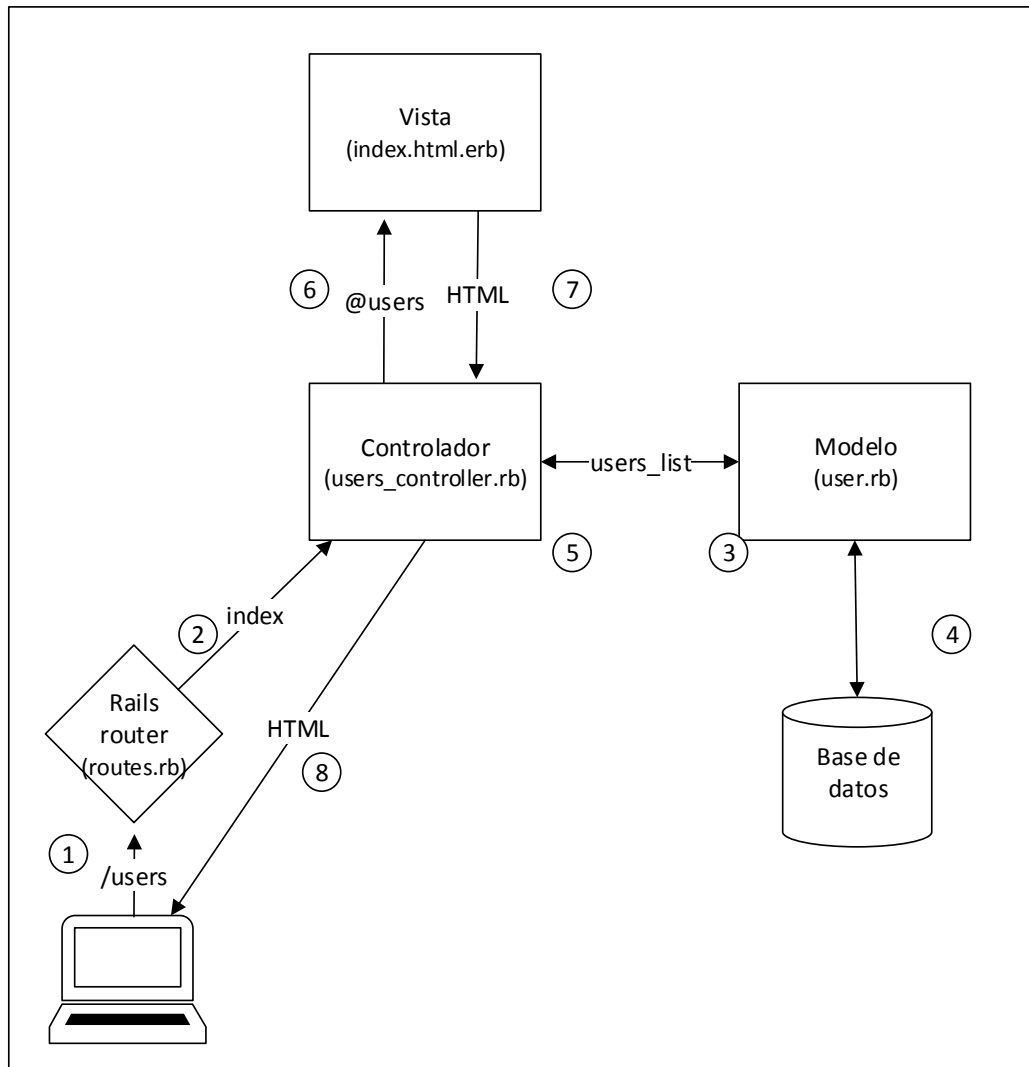 Vista
(index.html.erb)
6
@users
HTML
7
Controlador
(users_controller.rb)
users_list
Modelo
(user.rb)
5
3
2
index
4
Rails
router
(routes.rb)
HTML
8
Base de
datos
1
/users